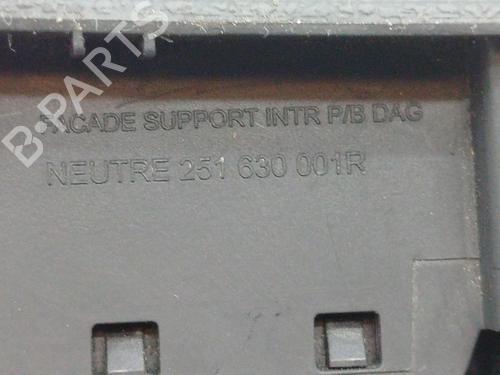 FACADE SUPPORT INTR P/B DAG
NEUTRE 251 630 001R
B-PARTS